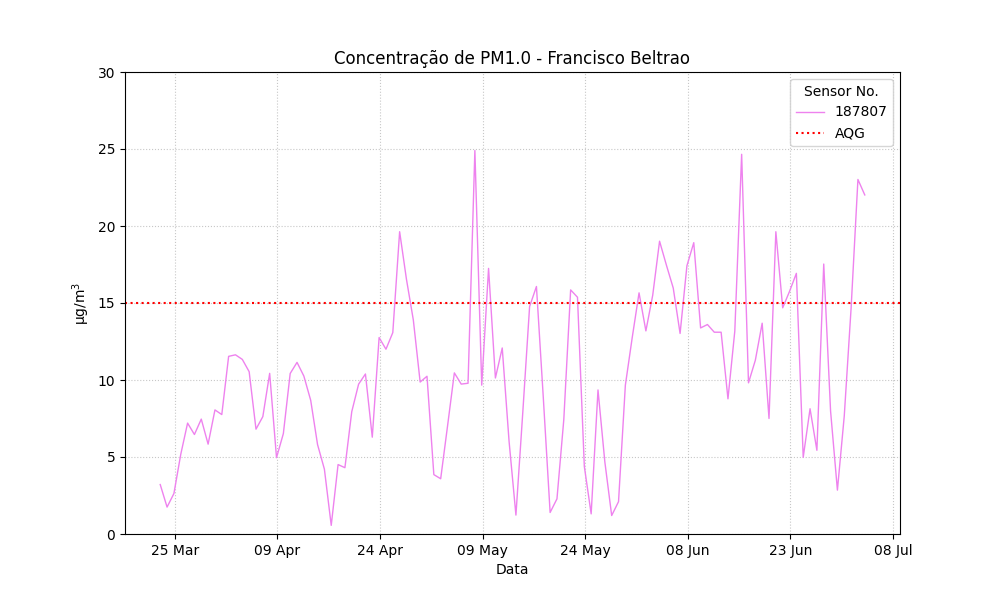 Concentração de PM1.0 - Francisco Beltrao
30
25
20
15
10
5
0
µg/m³
25 Mar
09 Apr
24 Apr
09 May
24 May
08 Jun
23 Jun
08 Jul
Data
Sensor No.
187807
AQG